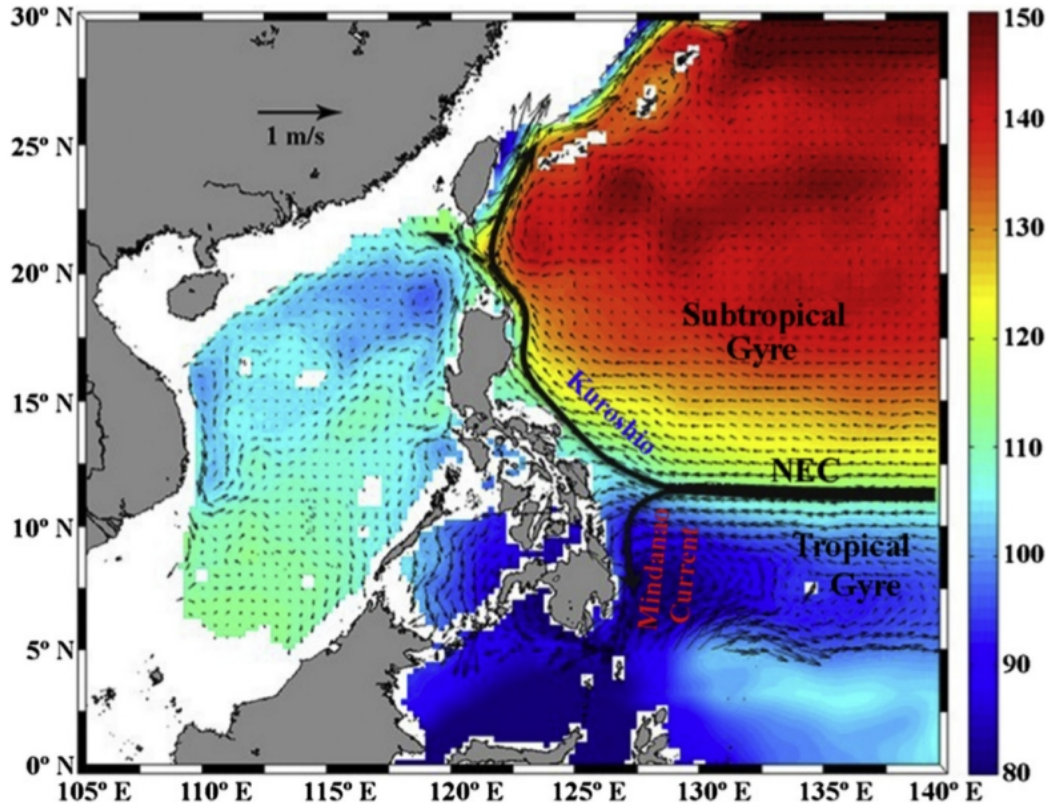 30° N
25° N
20° N
15° N
10° N
5° N
0° N
105° E
110° E
115° E
120° E
125° E
130° E
135° E
140° E
150
140
130
120
110
100
90
80
1 m/s
Subtropical
Gyre
Kuroshio
NEC
Tropical
Gyre
Mindanao
Current